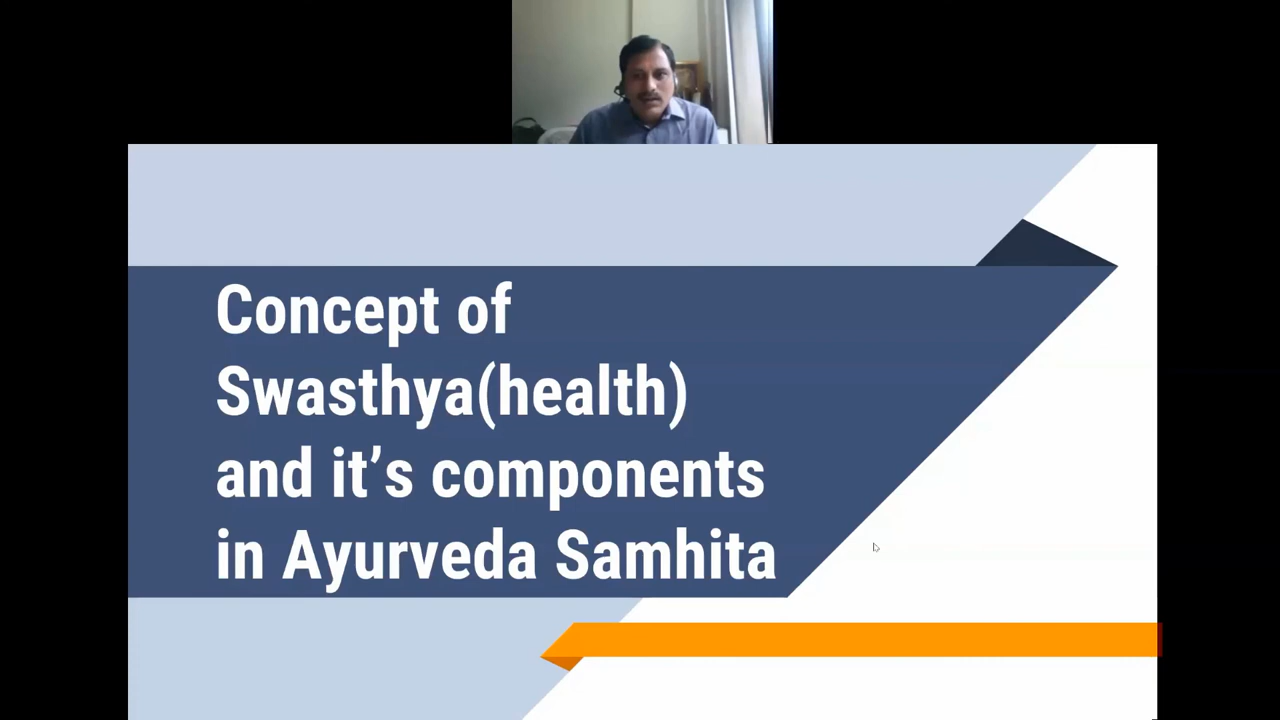 Concept of
Swasthya(health)
and it’s components
in Ayurveda Samhita